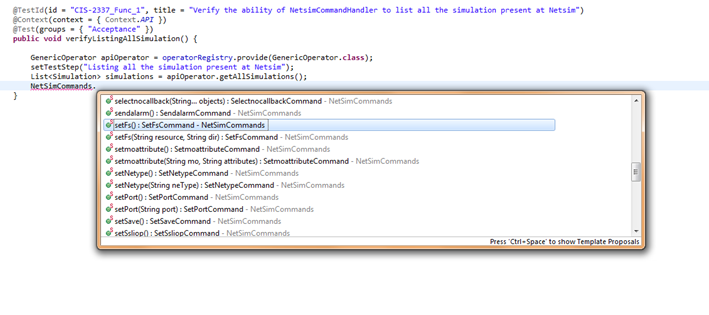 @TestId(id = "CIS-2337_Func_1", title = "Verify the ability of NetsimCommandHandler to list all the simulation present at Netsim")
@Context(context = { Context.API })
@Test(groups = { "Acceptance" })
public void verifyListingAllSimulation() {
GenericOperator apiOperator = operatorRegistry.provide(GenericOperator.class);
setTestStep("Listing all the simulation present at Netsim");
List<Simulation> simulations = apiOperator.getAllSimulations();
NetSimCommands.
}
selectnocallback(String... objects) : SelectnocallbackCommand - NetSimCommands
sendalarm() : SendalarmCommand - NetSimCommands
setFs() : SetFsCommand - NetSimCommands
setFs(String resource, String dir) : SetFsCommand - NetSimCommands
setmoattribute() : SetmoattributeCommand - NetSimCommands
setmoattribute(String mo, String attributes) : SetmoattributeCommand - NetSimCommands
setNetype() : SetNetypeCommand - NetSimCommands
setNetype(String neType) : SetNetypeCommand - NetSimCommands
setPort() : SetPortCommand - NetSimCommands
setPort(String port) : SetPortCommand - NetSimCommands
setSave() : SetSaveCommand - NetSimCommands
setSsliop() : SetSsliopCommand - NetSimCommands
Press 'Ctrl+Space' to show Template Proposals